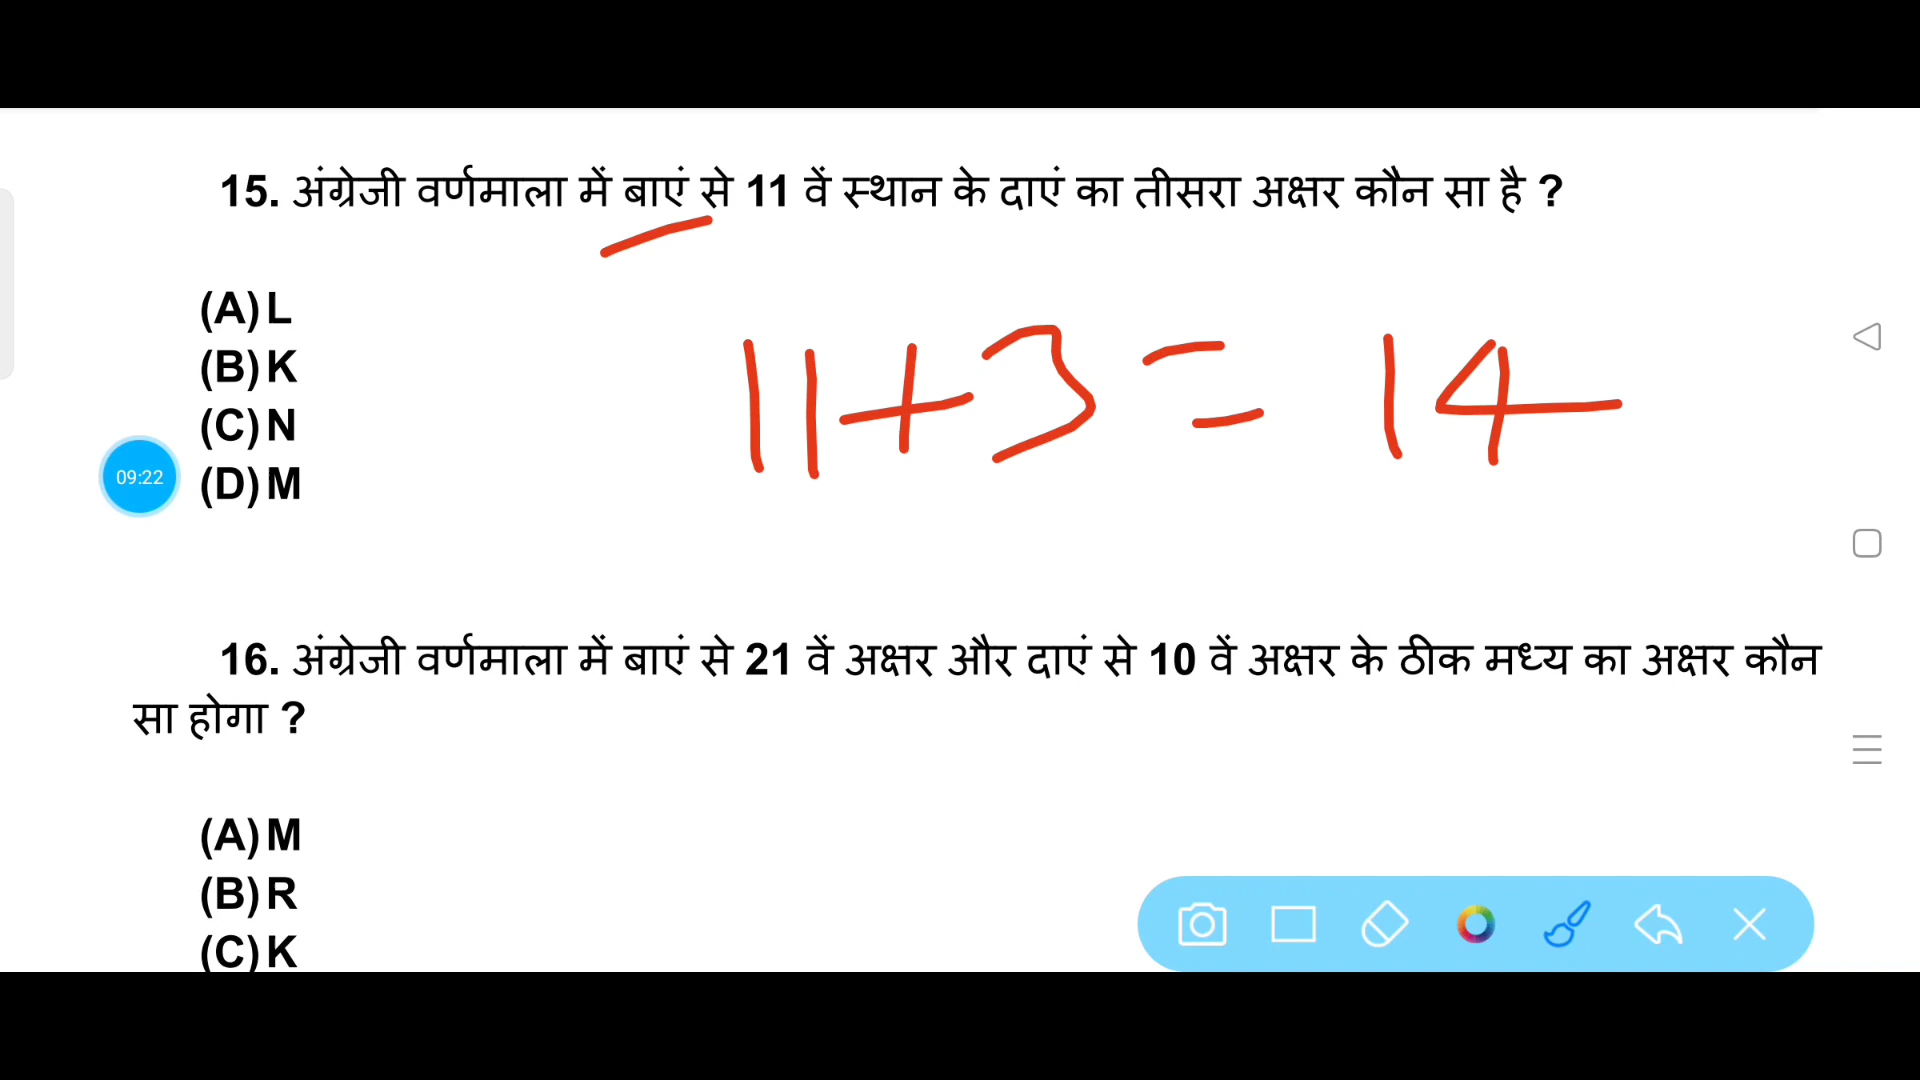 15. अंग्रेजी वर्णमाला में बाएं से 11 वें स्थान के दाएं का तीसरा अक्षर कौन सा है ?
(A) L
(B) K
(C) N
(D) M
11+3= 14
09:22
16. अंग्रेजी वर्णमाला में बाएं से 21 वें अक्षर और दाएं से 10 वें अक्षर के ठीक मध्य का अक्षर कौन
सा होगा ?
(A) M
(B) R
(C) K